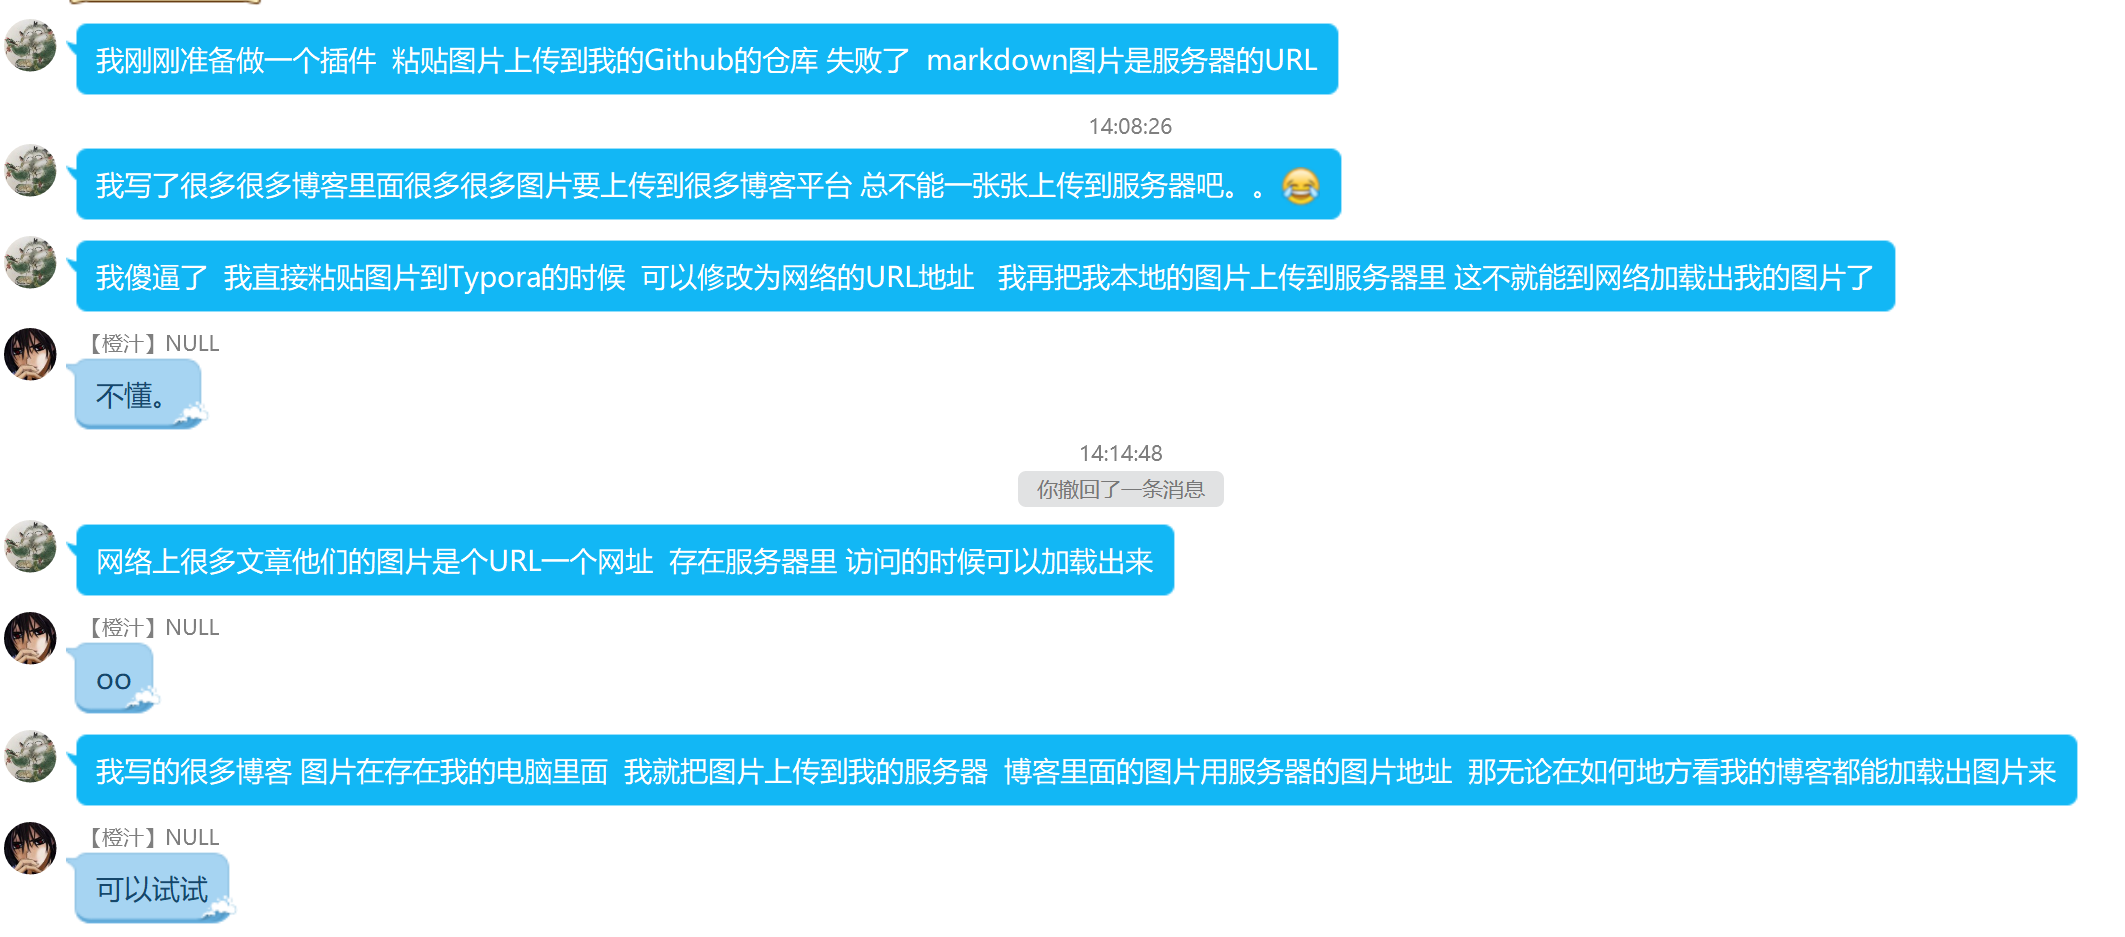 我刚刚准备做一个插件  粘贴图片上传到我的Github的仓库 失败了  markdown图片是服务器的URL
14:08:26
我写了很多很多博客里面很多很多图片要上传到很多博客平台 总不能一张张上传到服务器吧。。😂
我傻逼了  我直接粘贴图片到Typora的时候  可以修改为网络的URL地址   我再把我本地的图片上传到服务器里 这不就能到网络加载出我的图片了
【橙汁】NULL
不懂。
14:14:48
你撤回了一条消息
网络上很多文章他们的图片是个URL一个网址  存在服务器里 访问的时候可以加载出来
【橙汁】NULL
oo
我写的很多博客 图片在存在我的电脑里面  我就把图片上传到我的服务器  博客里面的图片用服务器的图片地址  那无论在如何地方看我的博客都能加载出图片来
【橙汁】NULL
可以试试